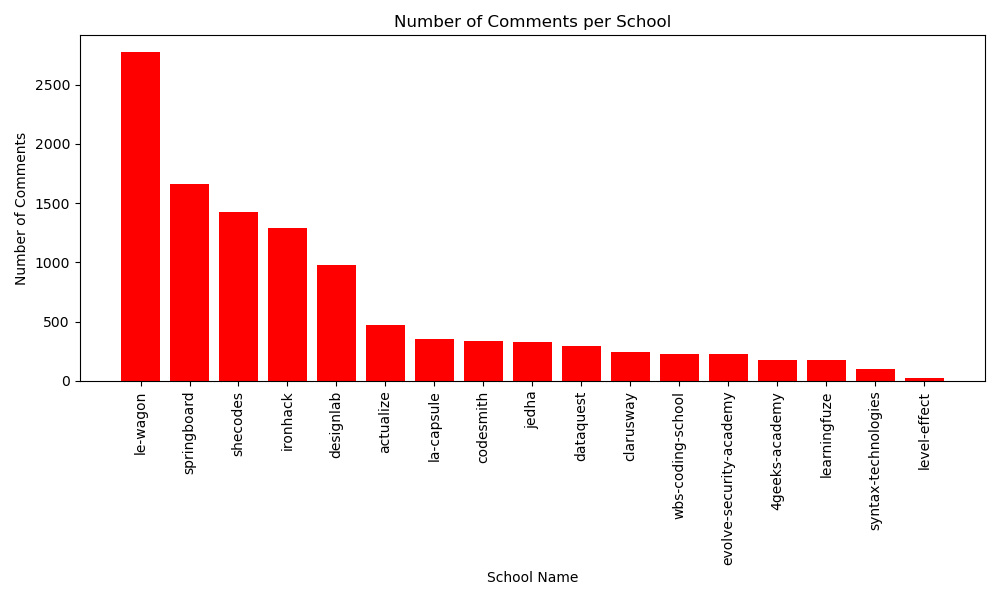 Number of Comments per School
Number of Comments
2500
2000
1500
1000
500
0
le-wagon
springboard
shecodes
ironhack
designlab
actualize
la-capsule
codesmith
jedha
dataquest
clarusway
wbs-coding-school
evolve-security-academy
4geeks-academy
learningfuze
syntax-technologies
level-effect
School Name